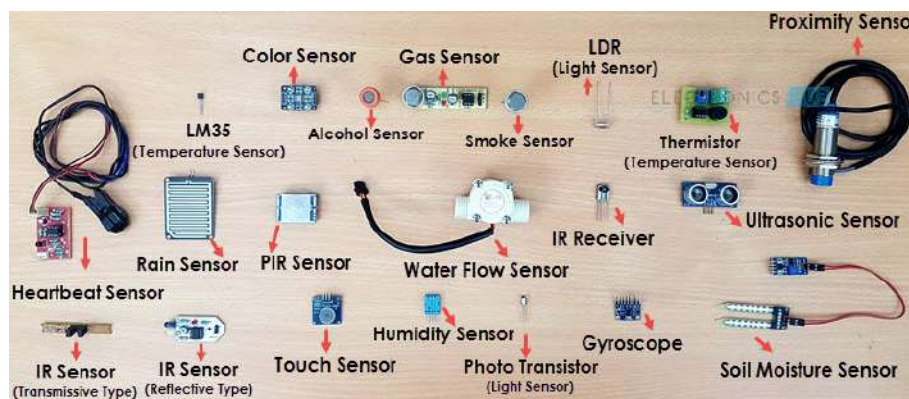 Proximity Sensor
Color Sensor
Gas Sensor
LDR
(Light Sensor)
LM35
(Temperature Sensor)
Alcohol Sensor
Smoke Sensor
Thermistor
(Temperature Sensor)
Rain Sensor
PIR Sensor
Water Flow Sensor
IR Receiver
Ultrasonic Sensor
Heartbeat Sensor
IR Sensor
(Transmissive Type)
IR Sensor
(Reflective Type)
Touch Sensor
Humidity Sensor
Photo Transistor
(Light Sensor)
Gyroscope
Soil Moisture Sensor